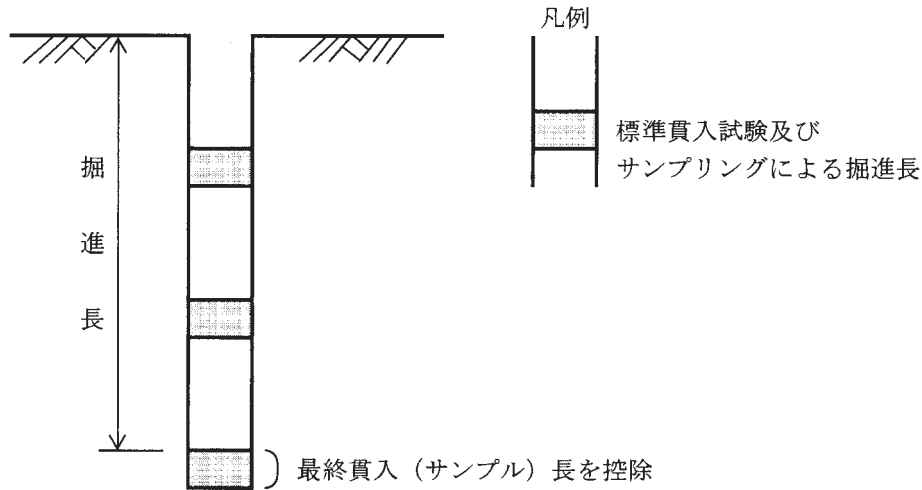 凡例
標準貫入試験及び
サンプリングによる掘進長
掘進長
最終貫入（サンプル）長を控除